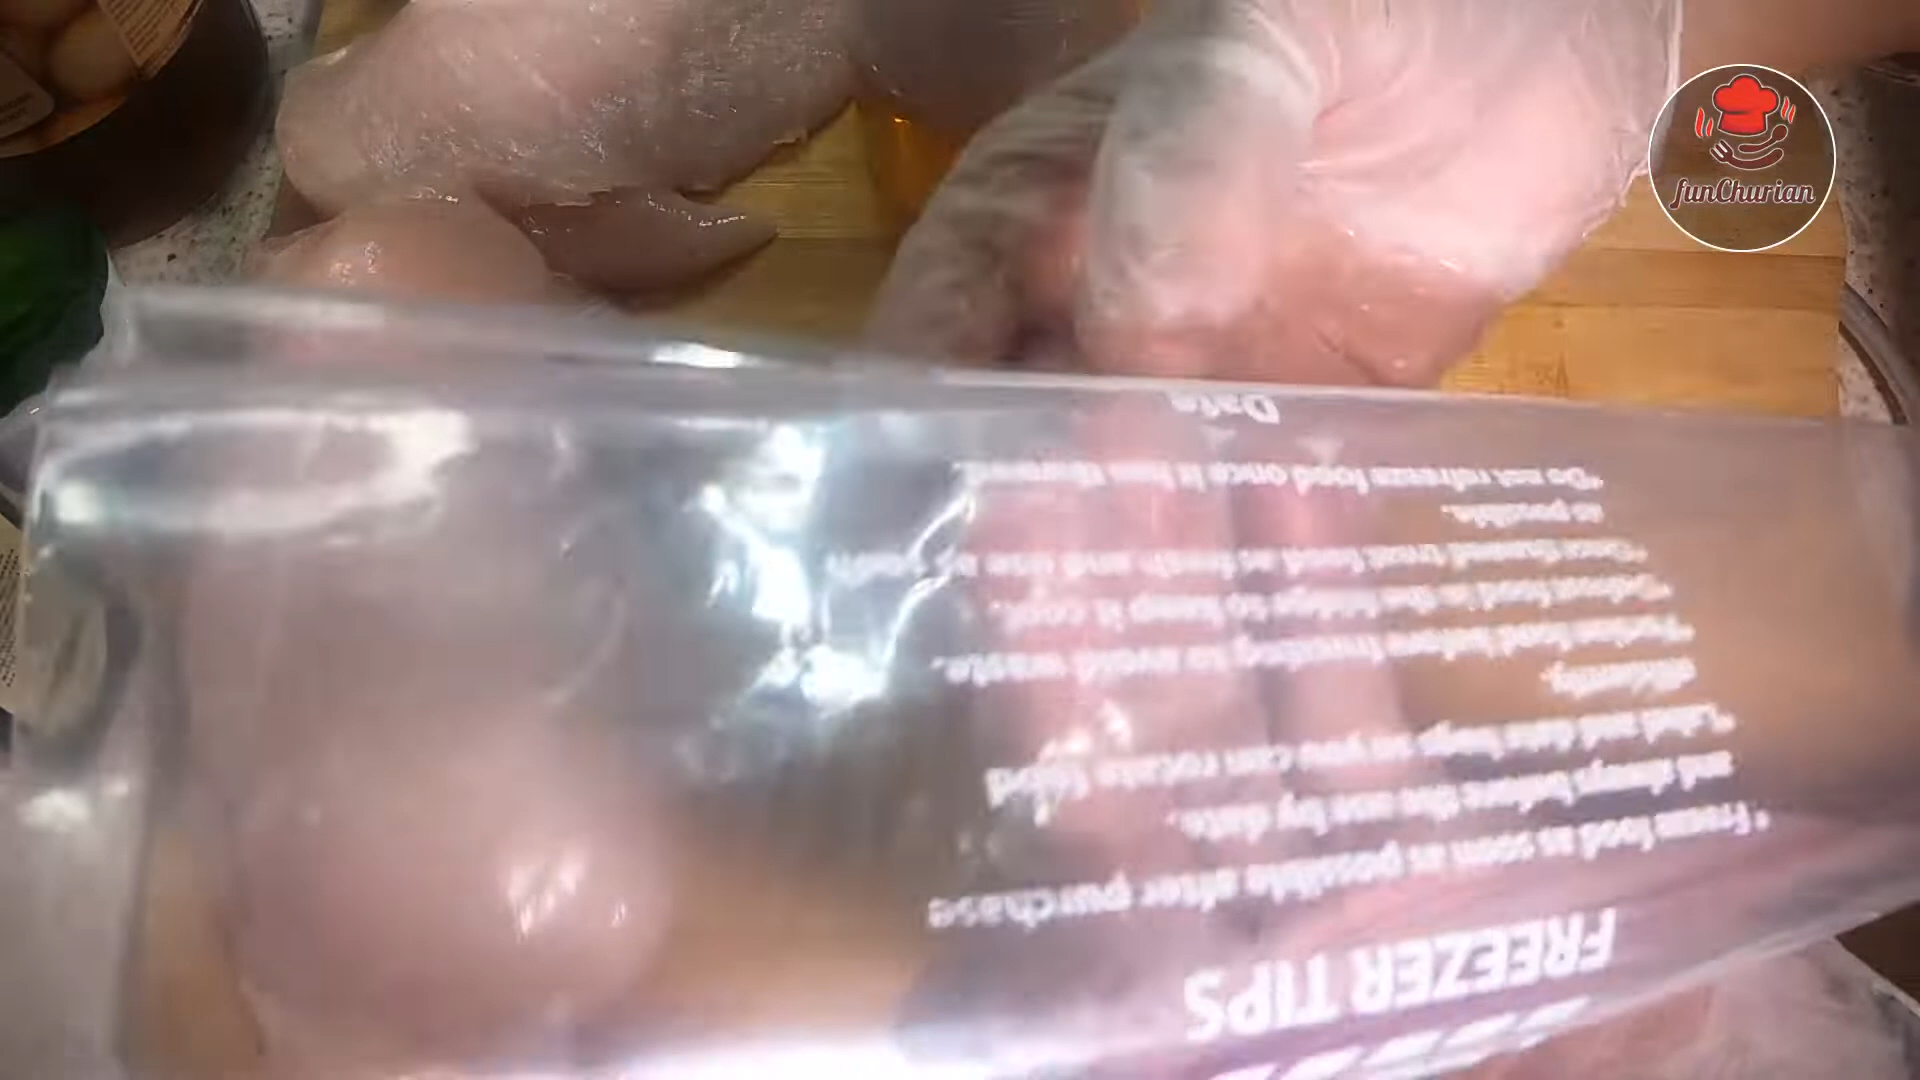 funChurian
FREEZER TIPS
*Freeze food as soon as possible after purchase
and always before the use by date.
*Label and date bags so you can rotate food
efficiently.
*Portion food before freezing to avoid waste.
*Defrost food in the fridge to keep it cool.
*Once thawed, treat food as fresh and use as soon
as possible.
*Do not refreeze food once it has thawed.
Date